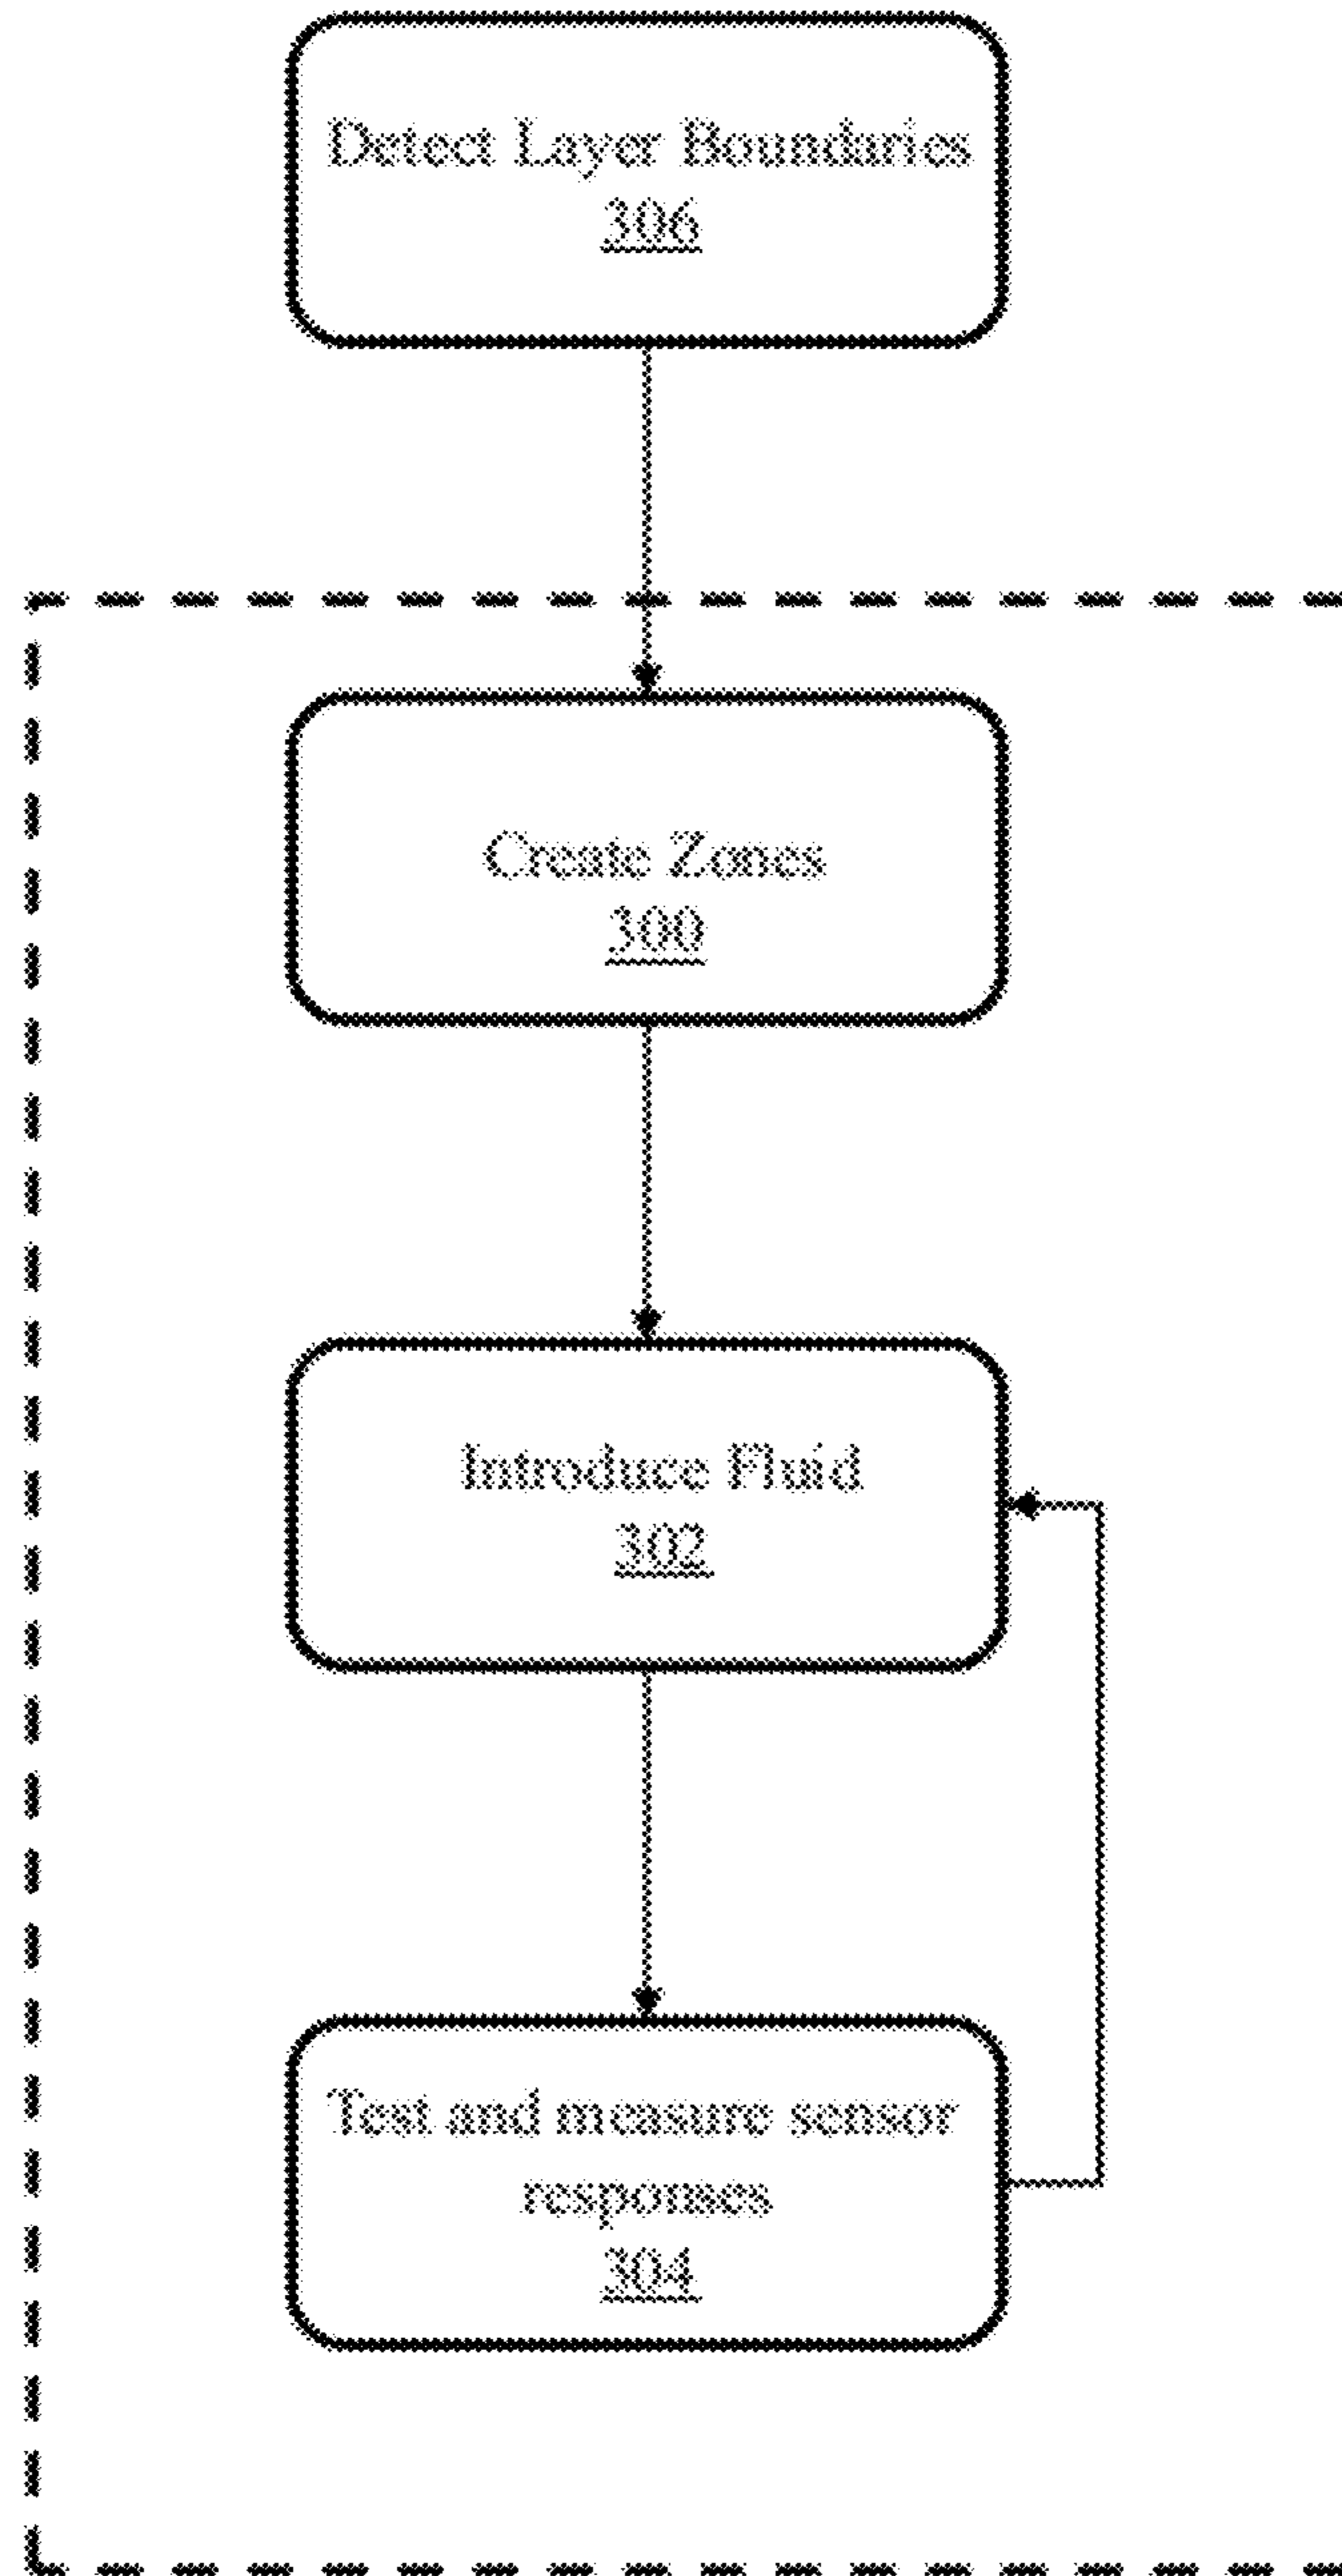 Detect Layer Boundaries
306
Create Zones
300
Introduce Fluid
302
Test and measure sensor
responses
304